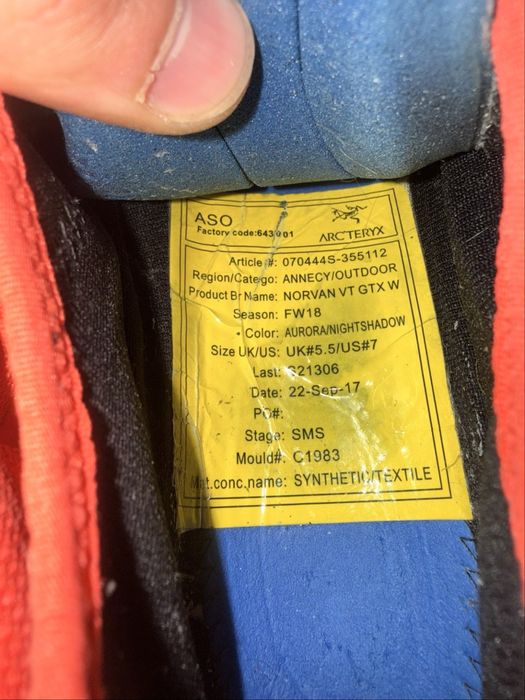 ASO
Factory code:643 01
ARC'TERYX
Article #: 070444S-355112
Region/Catego: ANNECY/OUTDOOR
Product Br Name: NORVAN VT GTX W
Season: FW18
• Color: AURORA/NIGHTSHADOW
Size UK/US: UK#5.5/US#7
Last: S21306
Date: 22-Sep-17
PO#:
Stage: SMS
Mould#: C1983
Mat.conc.name: SYNTHETIC/TEXTILE